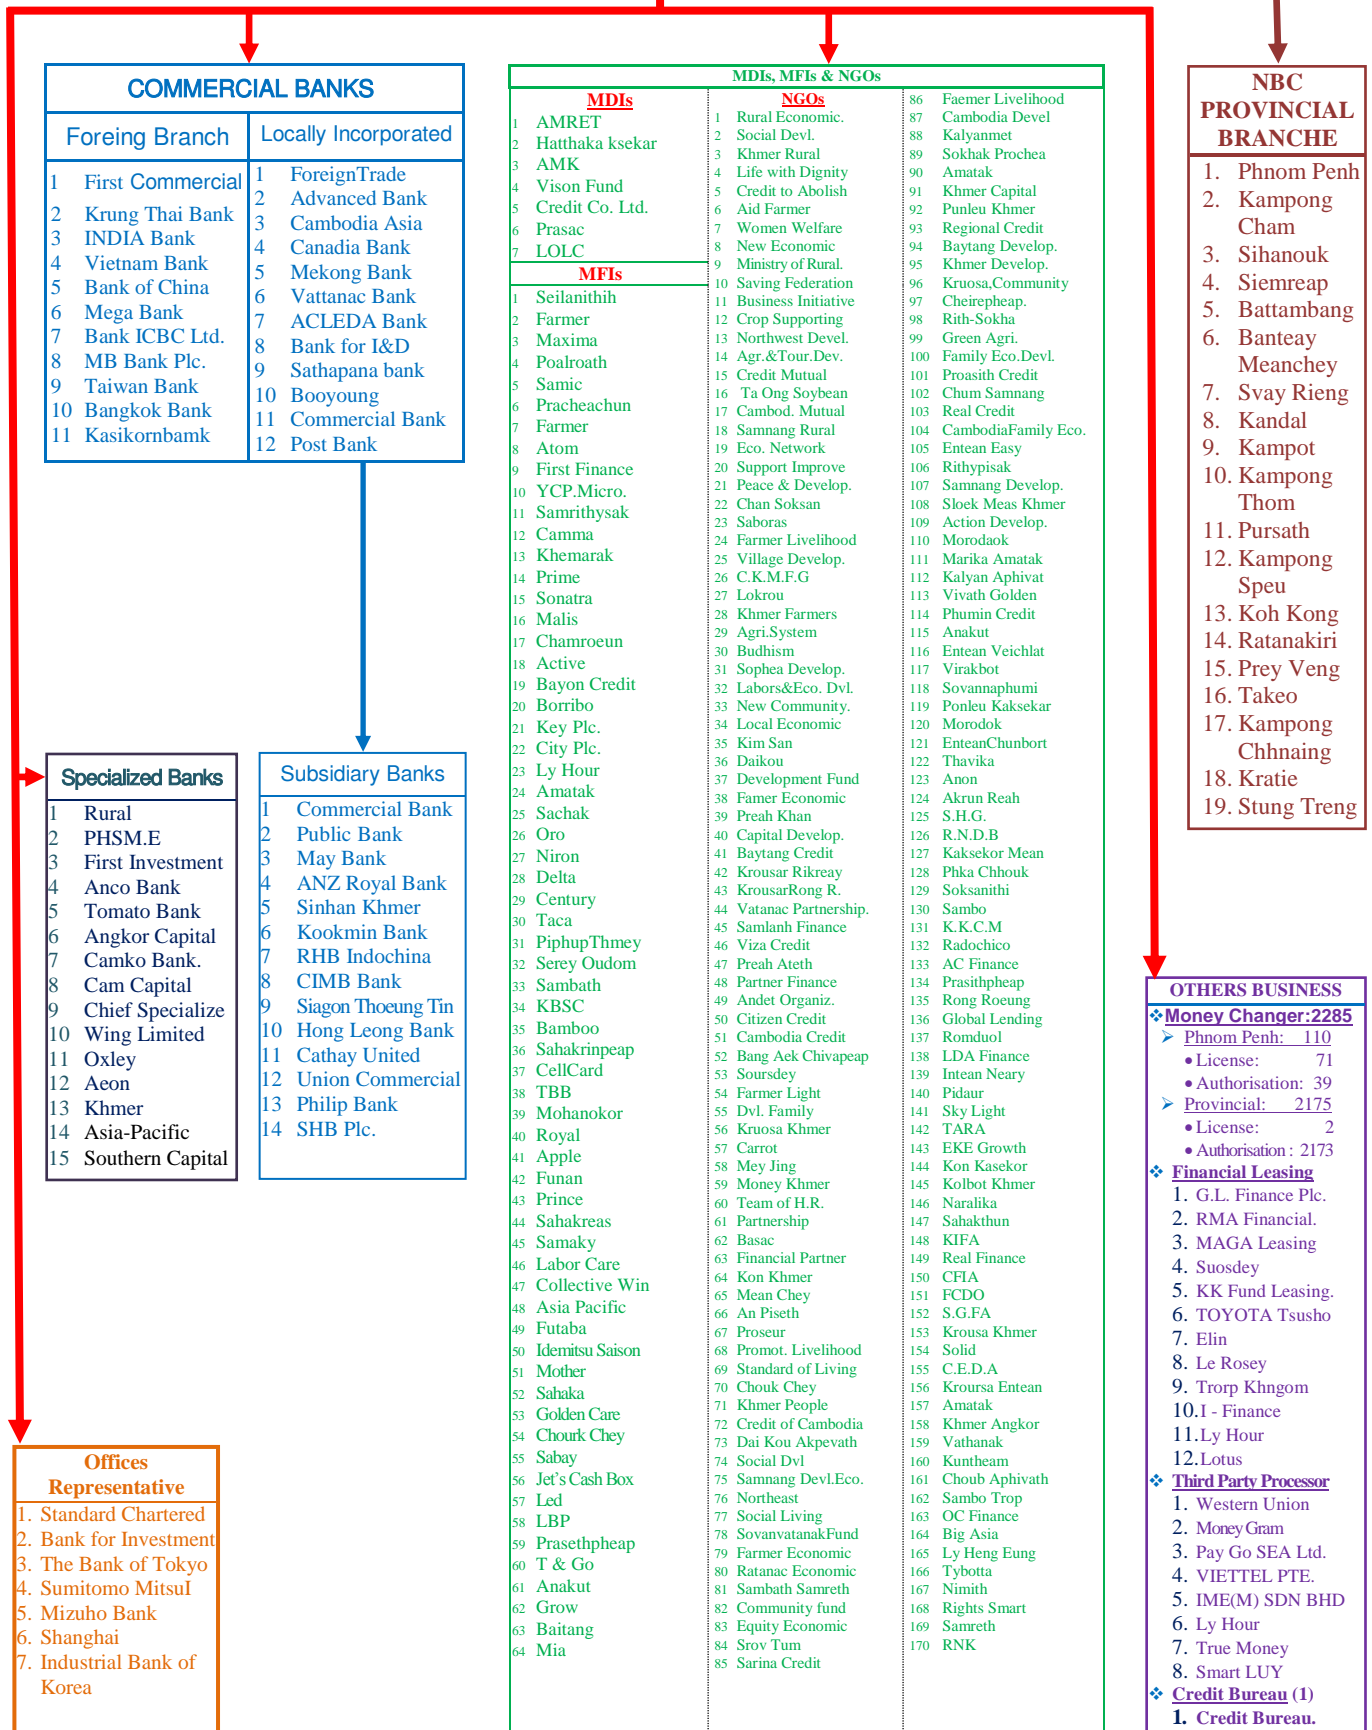 COMMERCIAL BANKS
Foreing Branch
1 First Commercial
2 Krung Thai Bank
3 INDIA Bank
4 Vietnam Bank
5 Bank of China
6 Mega Bank
7 Bank ICBC Ltd.
8 MB Bank Plc.
9 Taiwan Bank
10 Bangkok Bank
11 Kasikornbamk
Locally Incorporated
1 ForeignTrade
2 Advanced Bank
3 Cambodia Asia
4 Canadia Bank
5 Mekong Bank
6 Vattanac Bank
7 ACLEDA Bank
8 Bank for I&D
9 Sathapana bank
10 Booyoung
11 Commercial Bank
12 Post Bank
Specialized Banks
1 Rural
2 PHSM.E
3 First Investment
4 Anco Bank
5 Tomato Bank
6 Angkor Capital
7 Camko Bank.
8 Cam Capital
9 Chief Specialize
10 Wing Limited
11 Oxley
12 Aeon
13 Khmer
14 Asia-Pacific
15 Southern Capital
Subsidiary Banks
1 Commercial Bank
2 Public Bank
3 May Bank
4 ANZ Royal Bank
5 Sinhan Khmer
6 Kookmin Bank
7 RHB Indochina
8 CIMB Bank
9 Siagon Thoeung Tin
10 Hong Leong Bank
11 Cathay United
12 Union Commercial
13 Philip Bank
14 SHB Plc.
Offices
Representative
1. Standard Chartered
2. Bank for Investment
3. The Bank of Tokyo
4. Sumitomo MitsuI
5. Mizuho Bank
6. Shanghai
7. Industrial Bank of
Korea
MDIs, MFIs & NGOs
MDIs
1 AMRET
2 Hatthaka ksekar
3 AMK
4 Vison Fund
5 Credit Co. Ltd.
6 Prasac
7 LOLC
MFIs
1 Seilanithih
2 Farmer
3 Maxima
4 Poalroath
5 Samic
6 Pracheachun
7 Farmer
8 Atom
9 First Finance
10 YCP.Micro.
11 Samrithysak
12 Camma
13 Khemarak
14 Prime
15 Sonatra
16 Malis
17 Chamroeun
18 Active
19 Bayon Credit
20 Borribo
21 Key Plc.
22 City Plc.
23 Ly Hour
24 Amatak
25 Sachak
26 Oro
27 Niron
28 Delta
29 Century
30 Taca
31 PiphupThmey
32 Serey Oudom
33 Sambath
34 KBSC
35 Bamboo
36 Sahakrinpeap
37 CellCard
38 TBB
39 Mohanokor
40 Royal
41 Apple
42 Funan
43 Prince
44 Sahakreas
45 Samaky
46 Labor Care
47 Collective Win
48 Asia Pacific
49 Futaba
50 Idemitsu Saison
51 Mother
52 Sahaka
53 Golden Care
54 Chourk Chey
55 Sabay
56 Jet's Cash Box
57 Led
58 LBP
59 Prasethpheap
60 T & Go
61 Anakut
62 Grow
63 Baitang
64 Mia
NGOs
1 Rural Economic.
2 Social Devl.
3 Khmer Rural
4 Life with Dignity
5 Credit to Abolish
6 Aid Farmer
7 Women Welfare
8 New Economic
9 Ministry of Rural.
10 Saving Federation
11 Business Initiative
12 Crop Supporting
13 Northwest Devel.
14 Agr.&Tour.Dev.
15 Credit Mutual
16 Ta Ong Soybean
17 Cambod. Mutual
18 Samnang Rural
19 Eco. Network
20 Support Improve
21 Peace & Develop.
22 Chan Soksan
23 Saboras
24 Farmer Livelihood
25 Village Develop.
26 C.K.M.F.G
27 Lokrou
28 Khmer Farmers
29 Agri.System
30 Budhism
31 Sophea Develop.
32 Labors&Eco. Dvl.
33 New Community.
34 Local Economic
35 Kim San
36 Daikou
37 Development Fund
38 Famer Economic
39 Preah Khan
40 Capital Develop.
41 Baytang Credit
42 Krousar Rikreay
43 KrousarRong R.
44 Vatanac Partnership.
45 Samlanh Finance
46 Viza Credit
47 Preah Ateth
48 Partner Finance
49 Andet Organiz.
50 Citizen Credit
51 Cambodia Credit
52 Bang Aek Chivapeap
53 Soursdey
54 Farmer Light
55 Dvl. Family
56 Kruosa Khmer
57 Carrot
58 Mey Jing
59 Money Khmer
60 Team of H.R.
61 Partnership
62 Basac
63 Financial Partner
64 Kon Khmer
65 Mean Chey
66 An Piseth
67 Proseur
68 Promot. Livelihood
69 Standard of Living
70 Chouk Chey
71 Khmer People
72 Credit of Cambodia
73 Dai Kou Akpevath
74 Social Dvl
75 Samnang Devl.Eco.
76 Northeast
77 Social Living
78 SovanvatanakFund
79 Farmer Economic
80 Ratanac Economic
81 Sambath Samreth
82 Community fund
83 Equity Economic
84 Srov Tum
85 Sarina Credit
86 Faemer Livelihood
87 Cambodia Devel
88 Kalyanmet
89 Sokhak Prochea
90 Amatak
91 Khmer Capital
92 Punleu Khmer
93 Regional Credit
94 Baytang Develop.
95 Khmer Develop.
96 Kruosa,Community
97 Cheirepheap.
98 Rith-Sokha
99 Green Agri.
100 Family Eco.Devl.
101 Proasith Credit
102 Chum Samnang
103 Real Credit
104 CambodiaFamily Eco.
105 Entean Easy
106 Rithypisak
107 Samnang Develop.
108 Sloek Meas Khmer
109 Action Develop.
110 Morodaok
111 Marika Amatak
112 Kalyan Aphivat
113 Vivath Golden
114 Phumin Credit
115 Anakut
116 Entean Veichlat
117 Virakbot
118 Sovannaphumi
119 Ponleu Kaksekar
120 Morodok
121 EnteanChunbort
122 Thavika
123 Anon
124 Akrun Reah
125 S.H.G.
126 R.N.D.B
127 Kaksekor Mean
128 Phka Chhouk
129 Soksanithi
130 Sambo
131 K.K.C.M
132 Radochico
133 AC Finance
134 Prasithpheap
135 Rong Roeung
136 Global Lending
137 Romduol
138 LDA Finance
139 Intean Neary
140 Pidaur
141 Sky Light
142 TARA
143 EKE Growth
144 Kon Kasekor
145 Kolbot Khmer
146 Naralika
147 Sahakthun
148 KIFA
149 Real Finance
150 CFIA
151 FCDO
152 S.G.FA
153 Krousa Khmer
154 Solid
155 C.E.D.A
156 Kroursa Entean
157 Amatak
158 Khmer Angkor
159 Vathanak
160 Kuntheam
161 Choub Aphivath
162 Sambo Trop
163 OC Finance
164 Big Asia
165 Ly Heng Eung
166 Tybotta
167 Nimith
168 Rights Smart
169 Samreth
170 RNK
NBC
PROVINCIAL
BRANCHE
1. Phnom Penh
2. Kampong
Cham
3. Sihanouk
4. Siemreap
5. Battambang
6. Banteay
Meanchey
7. Svay Rieng
8. Kandal
9. Kampot
10. Kampong
Thom
11. Pursath
12. Kampong
Speu
13. Koh Kong
14. Ratanakiri
15. Prey Veng
16. Takeo
17. Kampong
Chhnaing
18. Kratie
19. Stung Treng
OTHERS BUSINESS
❖Money Changer:2285
➢ Phnom Penh: 110
• License: 71
• Authorisation: 39
➢ Provincial: 2175
• License: 2
• Authorisation : 2173
❖ Financial Leasing
1. G.L. Finance Plc.
2. RMA Financial.
3. MAGA Leasing
4. Suosdey
5. KK Fund Leasing.
6. TOYOTA Tsusho
7. Elin
8. Le Rosey
9. Trorp Khngom
10.I - Finance
11.Ly Hour
12.Lotus
❖ Third Party Processor
1. Western Union
2. Money Gram
3. Pay Go SEA Ltd.
4. VIETTEL PTE.
5. IME(M) SDN BHD
6. Ly Hour
7. True Money
8. Smart LUY
❖ Credit Bureau (1)
1. Credit Bureau.